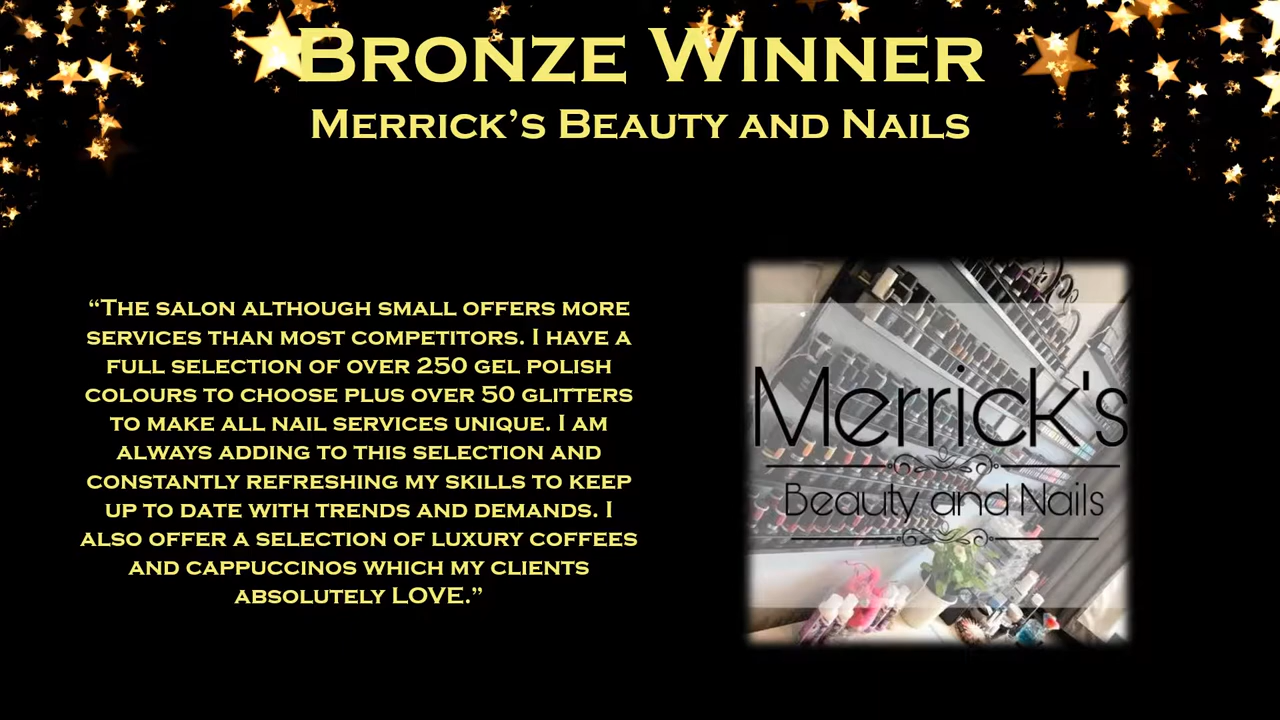 Bronze Winner
Merrick’s Beauty and Nails
“The salon although small offers more
services than most competitors. I have a
full selection of over 250 gel polish
colours to choose plus over 50 glitters
to make all nail services unique. I am
always adding to this selection and
constantly refreshing my skills to keep
up to date with trends and demands. I
also offer a selection of luxury coffees
and cappuccinos which my clients
absolutely LOVE.”
Merrick's
Beauty and Nails